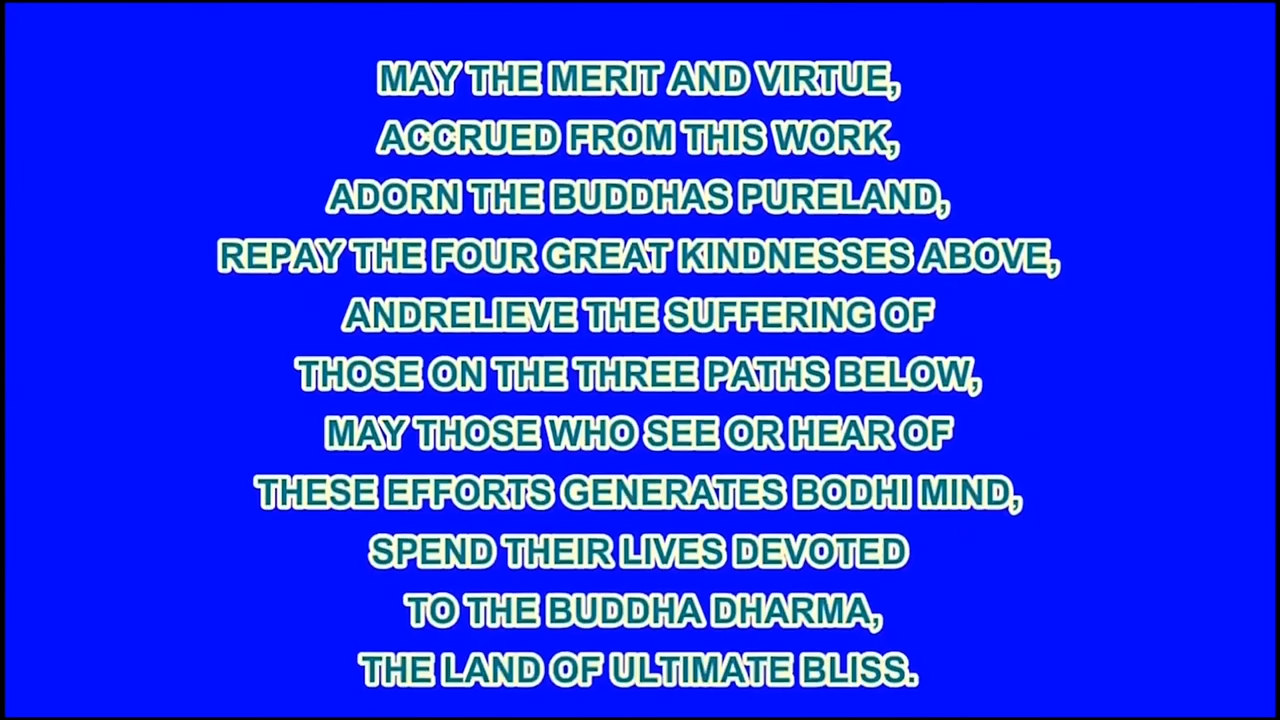 MAY THE MERIT AND VIRTUE,
ACCRUED FROM THIS WORK,
ADORN THE BUDDHAS PURELAND,
REPAY THE FOUR GREAT KINDNESSES ABOVE,
ANDRELIEVE THE SUFFERING OF
THOSE ON THE THREE PATHS BELOW,
MAY THOSE WHO SEE OR HEAR OF
THESE EFFORTS GENERATES BODHI MIND,
SPEND THEIR LIVES DEVOTED
TO THE BUDDHA DHARMA,
THE LAND OF ULTIMATE BLISS.